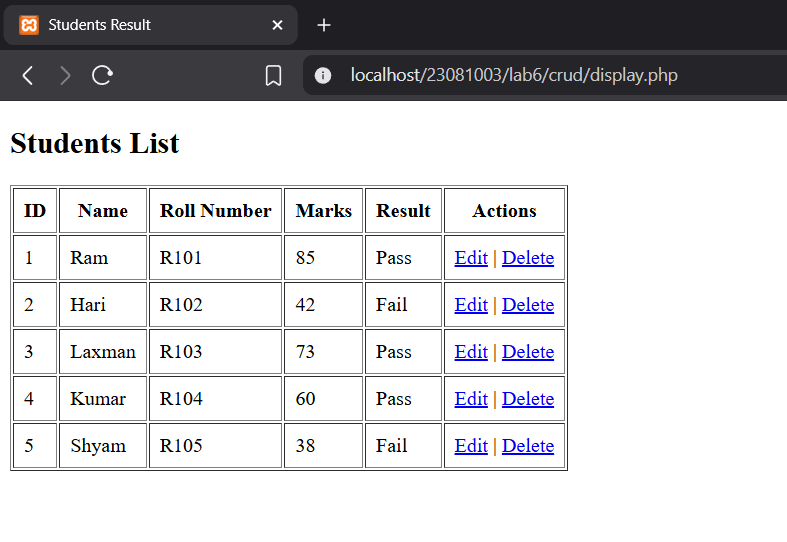 Students Result
localhost/23081003/lab6/crud/display.php
Students List
ID Name Roll Number Marks Result Actions
1 Ram R101 85 Pass Edit | Delete
2 Hari R102 42 Fail Edit | Delete
3 Laxman R103 73 Pass Edit | Delete
4 Kumar R104 60 Pass Edit | Delete
5 Shyam R105 38 Fail Edit | Delete